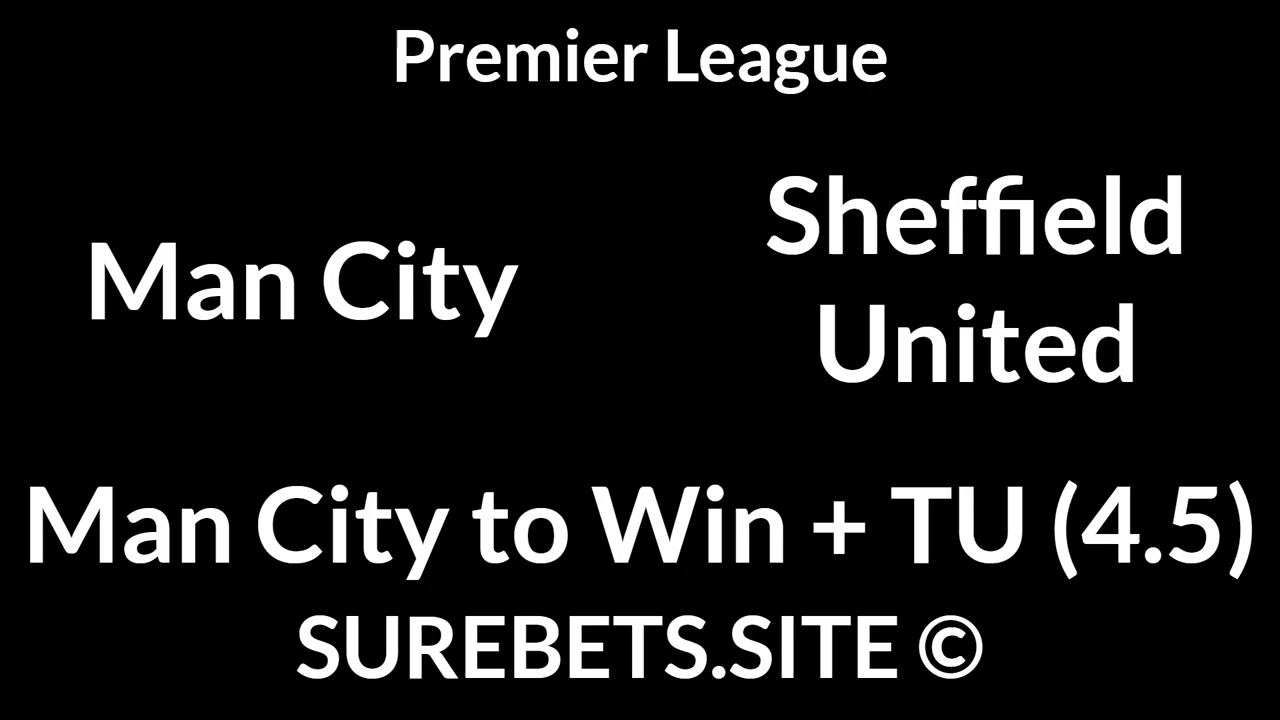 Premier League
Man City
Sheffield
United
Man City to Win + TU (4.5)
SUREBETS.SITE ©